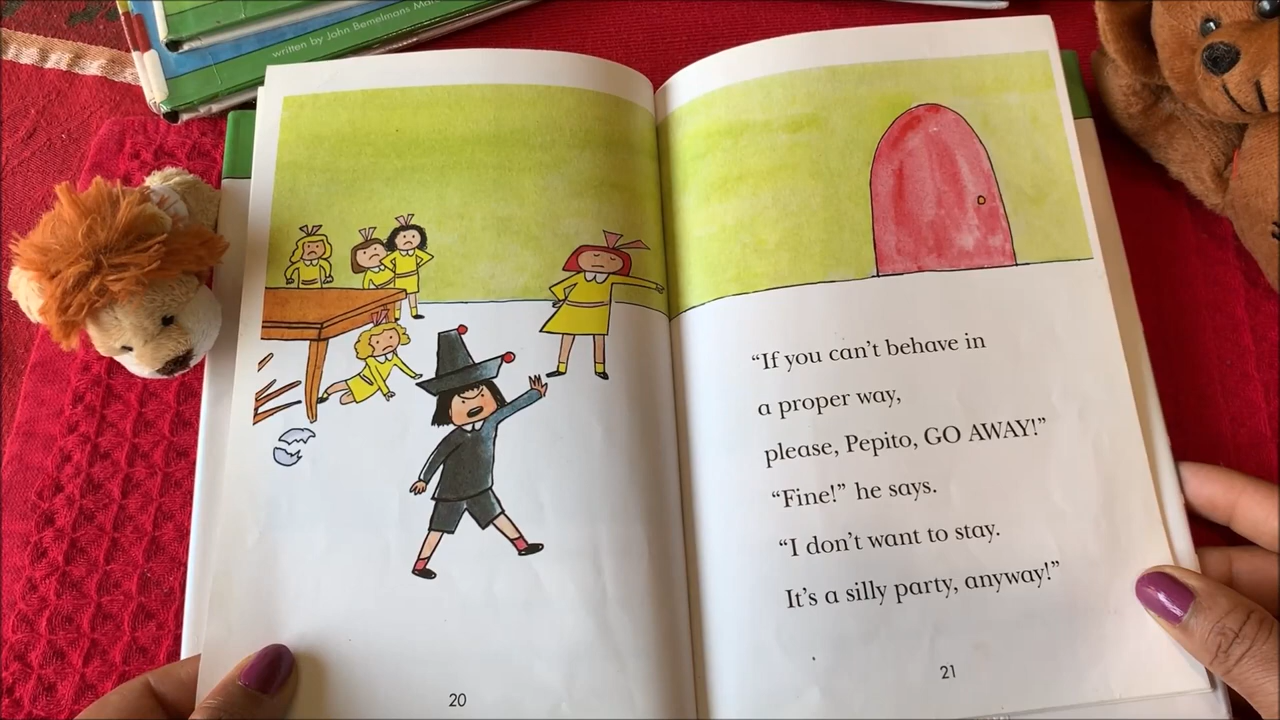 written by John Bemelmans
“If you can’t behave in
a proper way,
please, Pepito, GO AWAY!”
“Fine!” he says.
“I don’t want to stay.
It’s a silly party, anyway!”
20
21